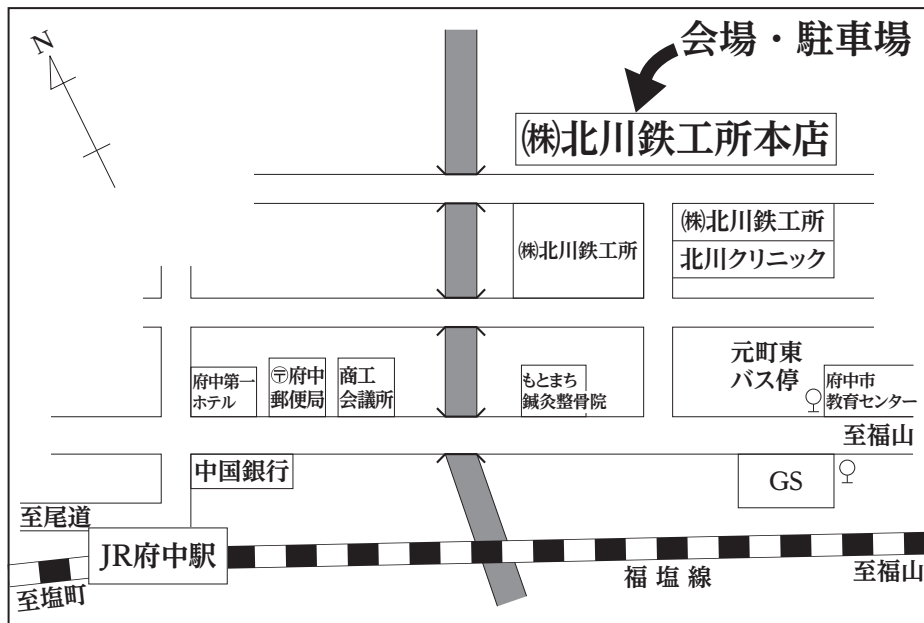 N
会場・駐車場
㈱北川鉄工所本店
㈱北川鉄工所
㈱北川鉄工所
北川クリニック
府中第一
ホテル
〶府中
郵便局
商工
会議所
もとまち
鍼灸整骨院
元町東
バス停
府中市
教育センター
至福山
中国銀行
GS
至尾道
JR府中駅
福塩線
至福山
至塩町